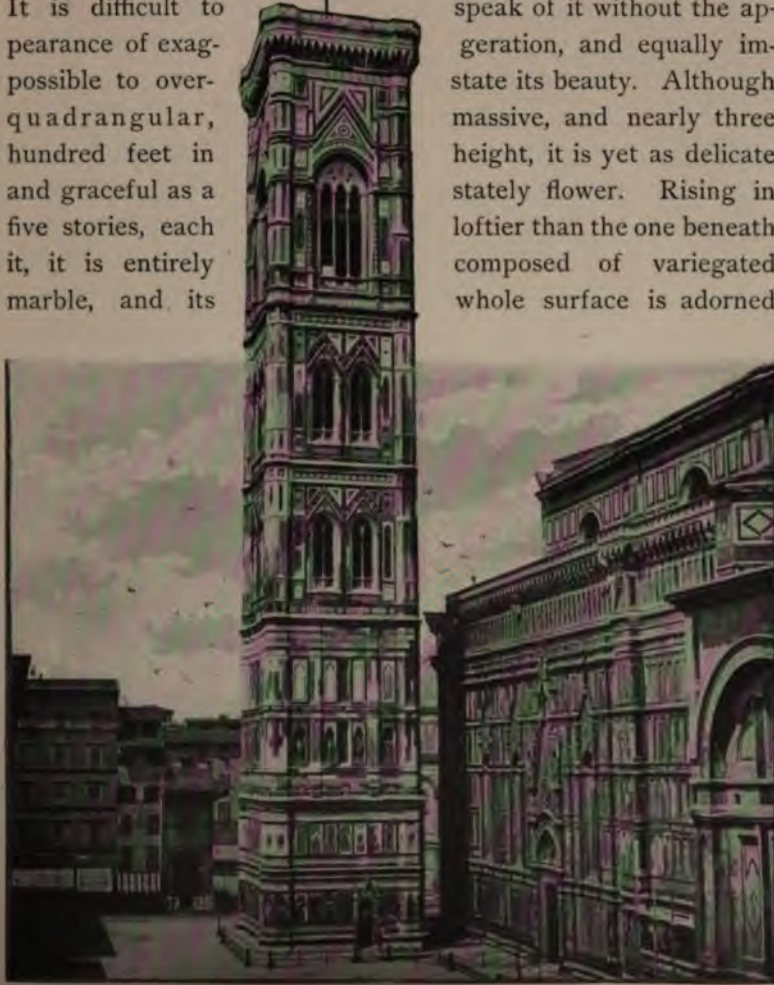 It is difficult to speak of it without the ap-
pearance of exag- geration, and equally im-
possible to over- state its beauty. Although
quadrangular, massive, and nearly three
hundred feet in height, it is yet as delicate
and graceful as a stately flower. Rising in
five stories, each loftier than the one beneath
it, it is entirely composed of variegated
marble, and its whole surface is adorned